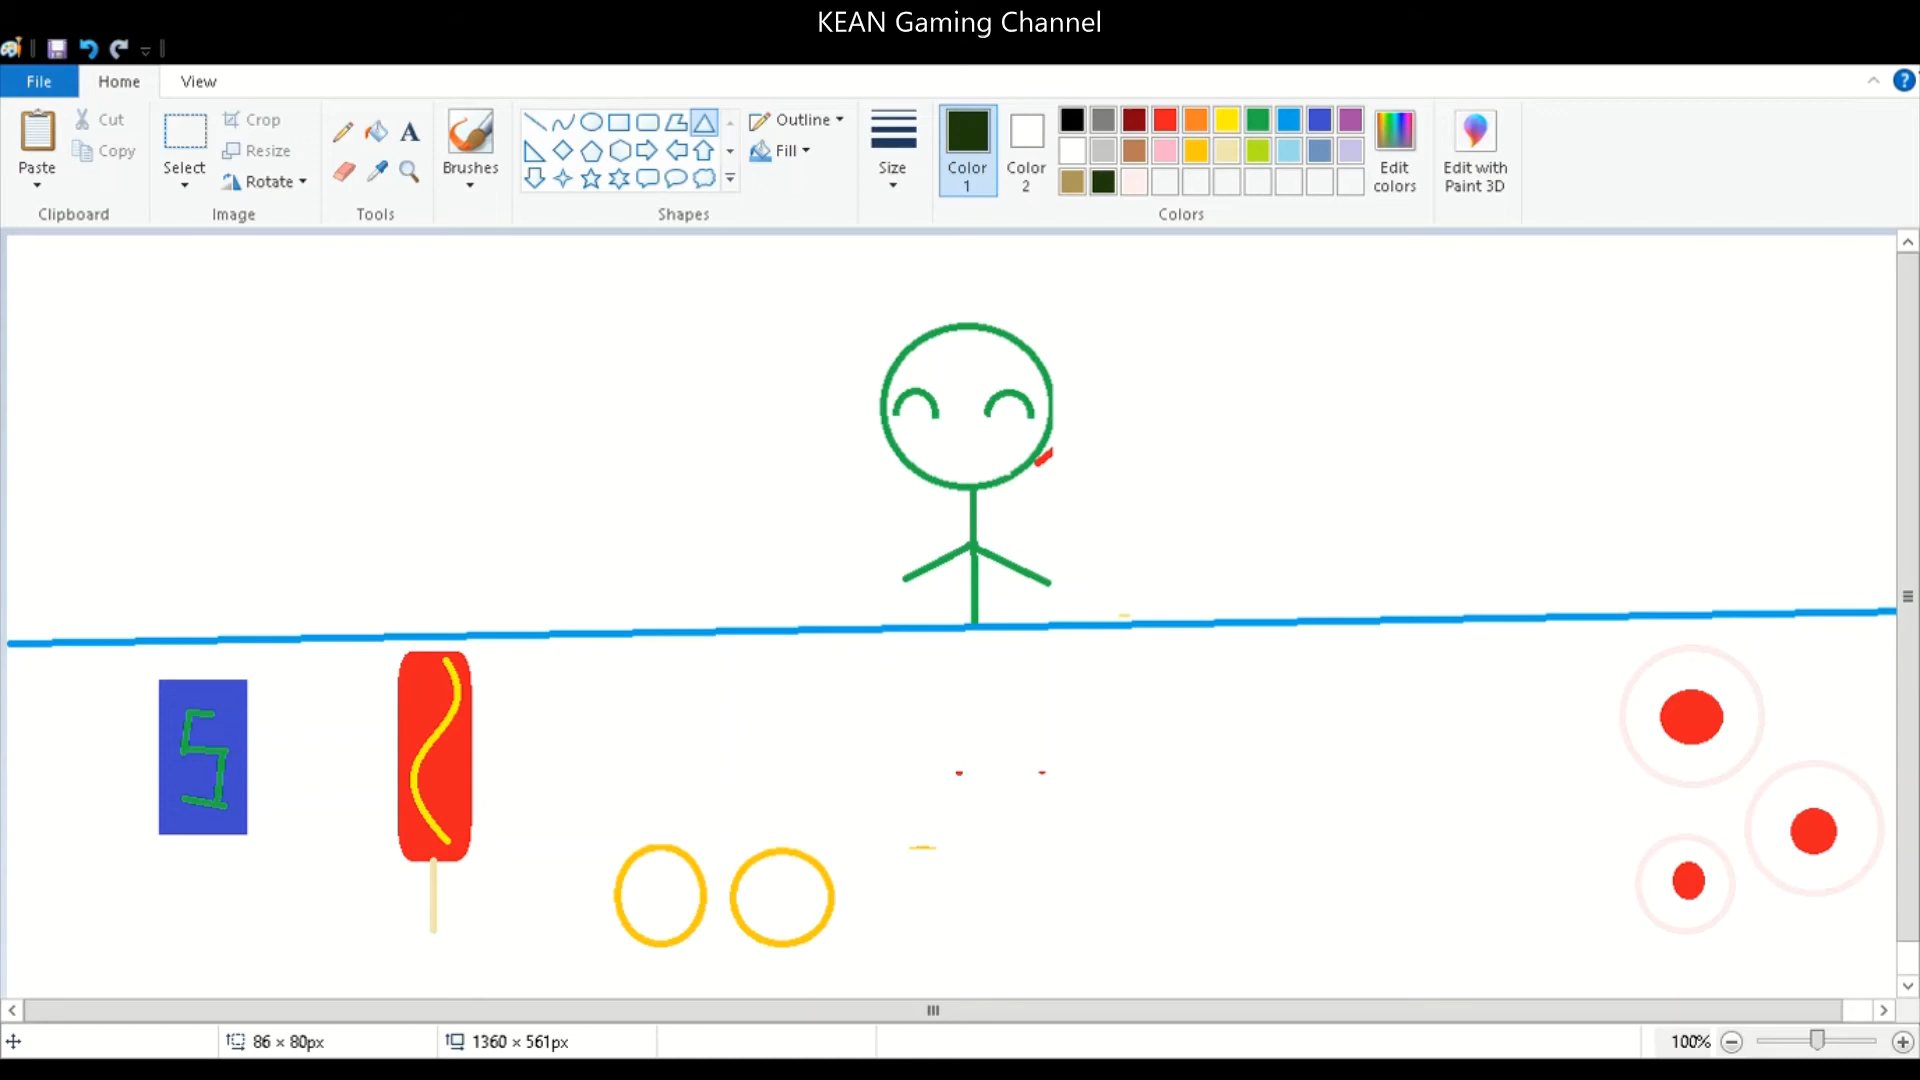 KEAN Gaming Channel
File Home View
Paste
Cut
Copy
Clipboard
Select
Crop
Resize
Rotate
Image
A
Tools
Brushes
Shapes
Outline
Fill
Size
Color
1
Color
2
Colors
Edit
colors
Edit with
Paint 3D
?
5
86 × 80px
1360 × 561px
100%